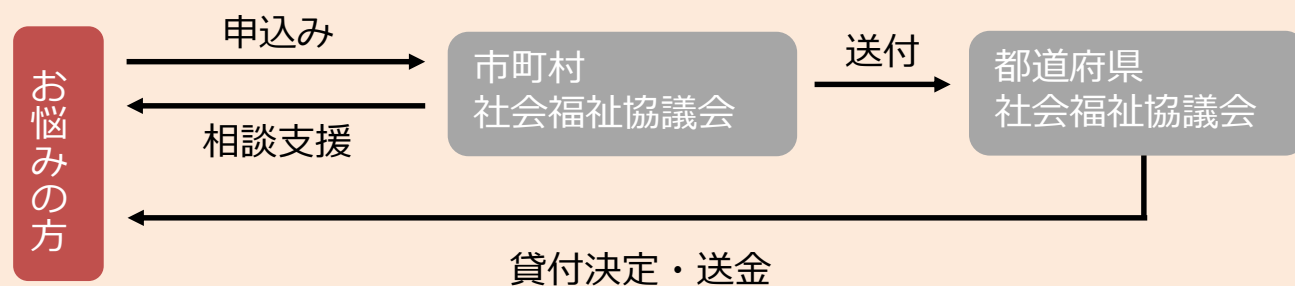 お悩みの方
申込み
相談支援
市町村
社会福祉協議会
送付
都道府県
社会福祉協議会
貸付決定・送金